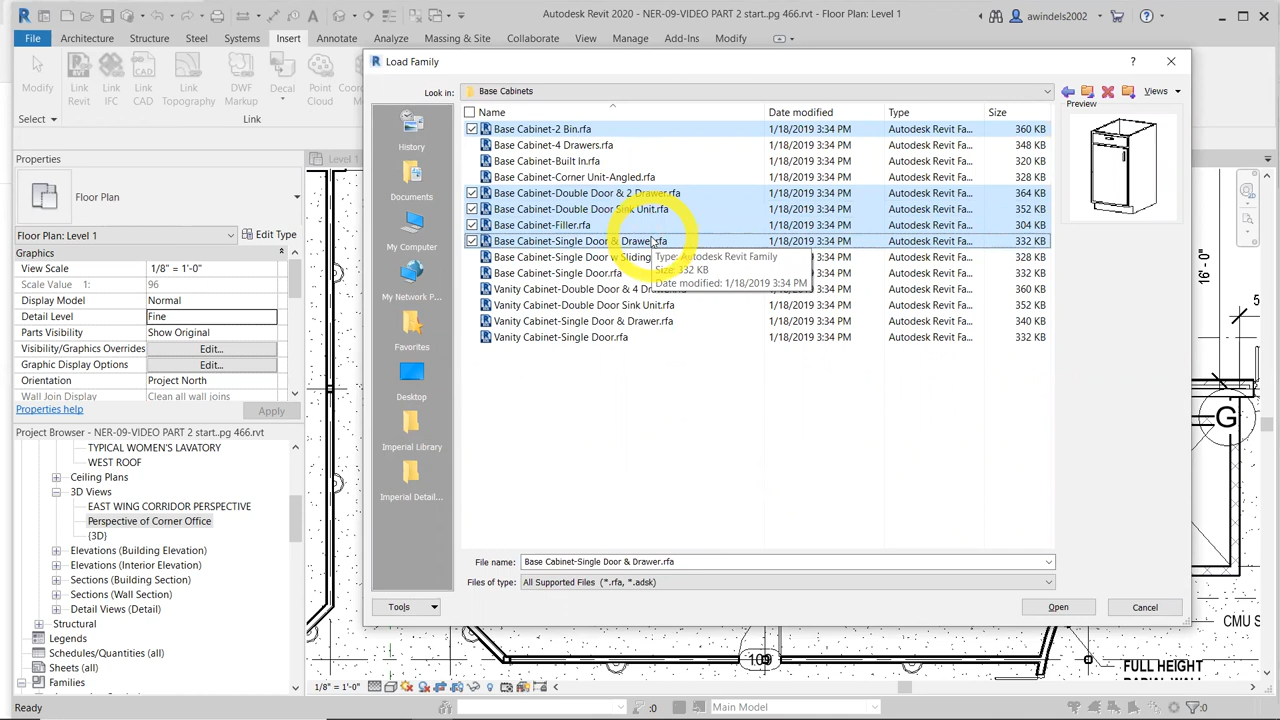 Autodesk Revit 2020 - NER-09-VIDEO PART 2 start..pg 466.rvt - Floor Plan: Level 1
awindels2002
File Architecture Structure Steel Systems Insert Annotate Analyze Massing & Site Collaborate View Manage Add-Ins Modify
Modify
Link Revit
Link IFC
Link CAD
Link Topography
DWF Markup
Decal
Point Cloud
Select
Link
Load Family
Look in: Base Cabinets
Views
Preview
Name Date modified Type Size
Base Cabinet-2 Bin.rfa 1/18/2019 3:34 PM Autodesk Revit Fa... 360 KB
Base Cabinet-4 Drawers.rfa 1/18/2019 3:34 PM Autodesk Revit Fa... 348 KB
Base Cabinet-Built In.rfa 1/18/2019 3:34 PM Autodesk Revit Fa... 320 KB
Base Cabinet-Corner Unit-Angled.rfa 1/18/2019 3:34 PM Autodesk Revit Fa... 332 KB
Base Cabinet-Double Door & 2 Drawer.rfa 1/18/2019 3:34 PM Autodesk Revit Fa... 364 KB
Base Cabinet-Double Door Sink Unit.rfa 1/18/2019 3:34 PM Autodesk Revit Fa... 352 KB
Base Cabinet-Filler.rfa 1/18/2019 3:34 PM Autodesk Revit Fa... 304 KB
Base Cabinet-Single Door & Drawer.rfa 1/18/2019 3:34 PM Autodesk Revit Fa... 332 KB
Base Cabinet-Single Door w Sliding 1/18/2019 3:34 PM Autodesk Revit Fa... 328 KB
Base Cabinet-Single Door.rfa 1/18/2019 3:34 PM Autodesk Revit Fa... 332 KB
Vanity Cabinet-Double Door & 4 1/18/2019 3:34 PM Autodesk Revit Fa... 360 KB
Vanity Cabinet-Double Door Sink Unit.rfa 1/18/2019 3:34 PM Autodesk Revit Fa... 352 KB
Vanity Cabinet-Single Door & Drawer.rfa 1/18/2019 3:34 PM Autodesk Revit Fa... 340 KB
Vanity Cabinet-Single Door.rfa 1/18/2019 3:34 PM Autodesk Revit Fa... 332 KB
Type: Autodesk Revit Family
Size: 332 KB
Date modified: 1/18/2019 3:34 PM
History
Documents
My Computer
My Network P...
Favorites
Desktop
Imperial Library
Imperial Detail...
File name: Base Cabinet-Single Door & Drawer.rfa
Files of type: All Supported Files (*.rfa, *.adsk)
Tools
Open
Cancel
Properties
Floor Plan
Floor Plan: Level 1 Edit Type
Graphics
View Scale 1/8" = 1'-0"
Scale Value 1: 96
Display Model Normal
Detail Level Fine
Parts Visibility Show Original
Visibility/Graphics Overrides Edit...
Graphic Display Options Edit...
Orientation Project North
Wall Join Display Clean all wall joins
Properties help Apply
Project Browser - NER-09-VIDEO PART 2 start..pg 466.rvt
TYPICAL WOMEN'S LAVATORY
WEST ROOF
Ceiling Plans
3D Views
EAST WING CORRIDOR PERSPECTIVE
Perspective of Corner Office
{3D}
Elevations (Building Elevation)
Elevations (Interior Elevation)
Sections (Building Section)
Sections (Wall Section)
Detail Views (Detail)
Structural
Legends
Schedules/Quantities (all)
Sheets (all)
Families
Level 1
16' - 0"
5
G
CMU S
109
FULL HEIGHT
RADIAL WALL
1/8" = 1'-0"
Ready
:0
Main Model
:0